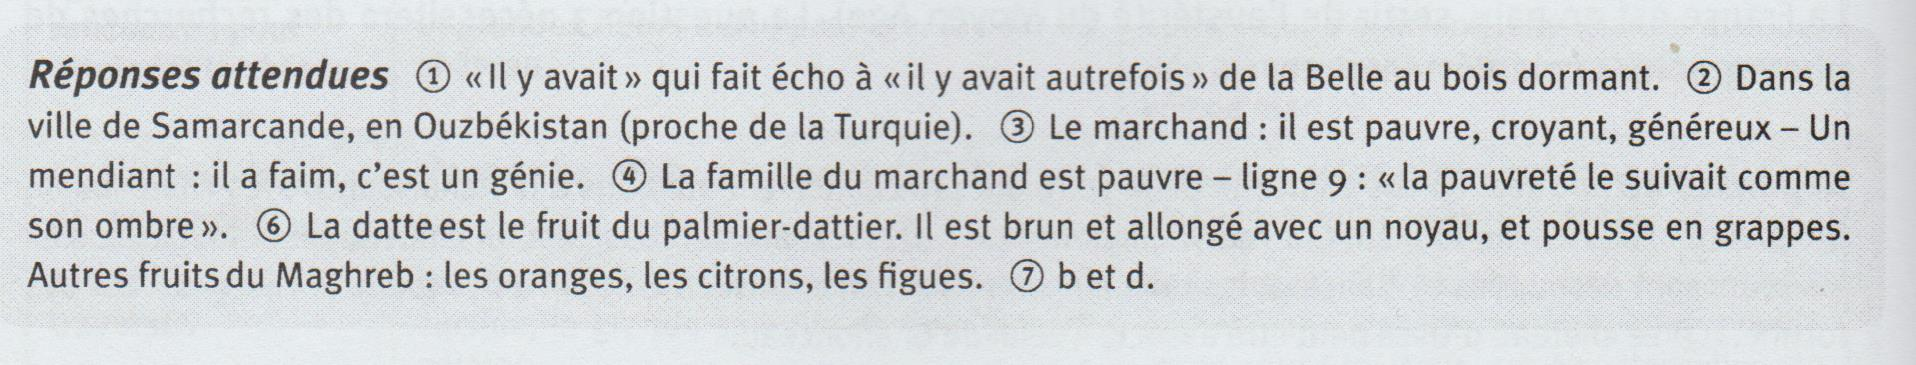 Réponses attendues ① « Il y avait » qui fait écho à « il y avait autrefois » de la Belle au bois dormant. ② Dans la
ville de Samarcande, en Ouzbékistan (proche de la Turquie). ③ Le marchand : il est pauvre, croyant, généreux – Un
mendiant : il a faim, c’est un génie. ④ La famille du marchand est pauvre – ligne 9 : « la pauvreté le suivait comme
son ombre ». ⑥ La datte est le fruit du palmier-dattier. Il est brun et allongé avec un noyau, et pousse en grappes.
Autres fruits du Maghreb : les oranges, les citrons, les figues. ⑦ b et d.